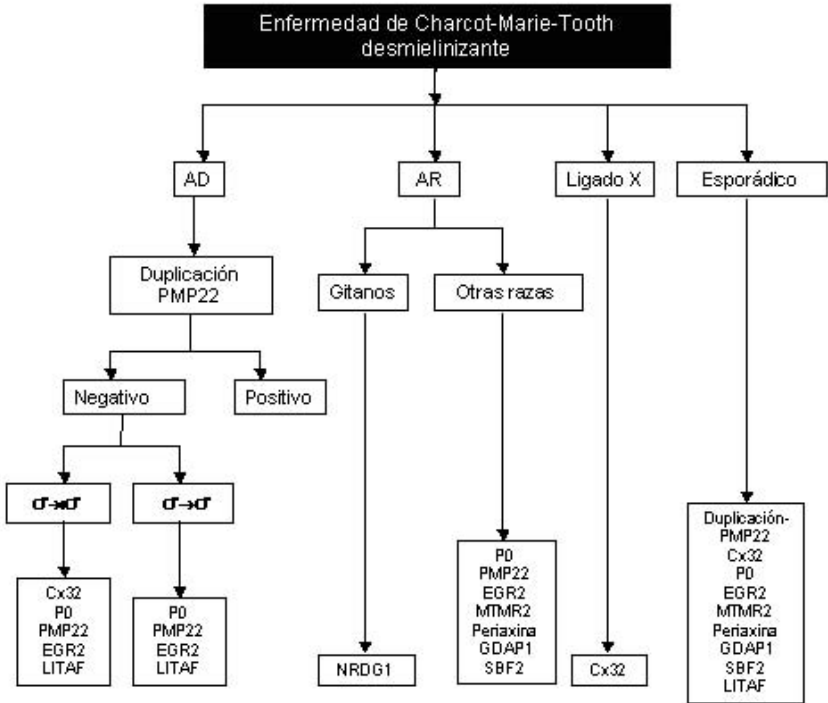 Enfermedad de Charcot-Marie-Tooth
desmielinizante
AD
AR
Ligado X
Esporádico
Duplicación
PMP22
Gitanos
Otras razas
Negativo
Positivo
♂→♂
♂→♂
Cx32
P0
PMP22
EGR2
LITAF
P0
PMP22
EGR2
LITAF
NRDG1
P0
PMP22
EGR2
MTMR2
Periaxina
GDAP1
SBF2
Cx32
Duplicación-
PMP22
Cx32
P0
EGR2
MTMR2
Periaxina
GDAP1
SBF2
LITAF